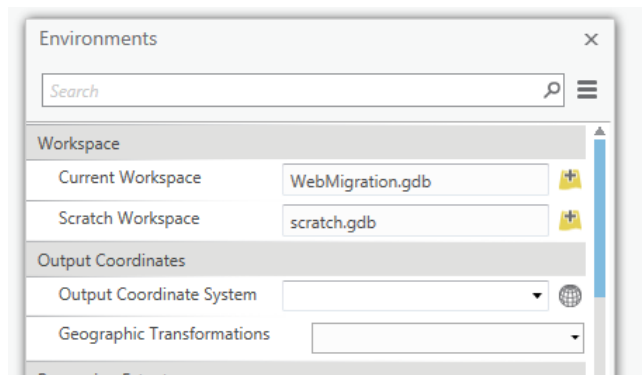 Environments
Search
Workspace
Current Workspace WebMigration.gdb
Scratch Workspace scratch.gdb
Output Coordinates
Output Coordinate System
Geographic Transformations